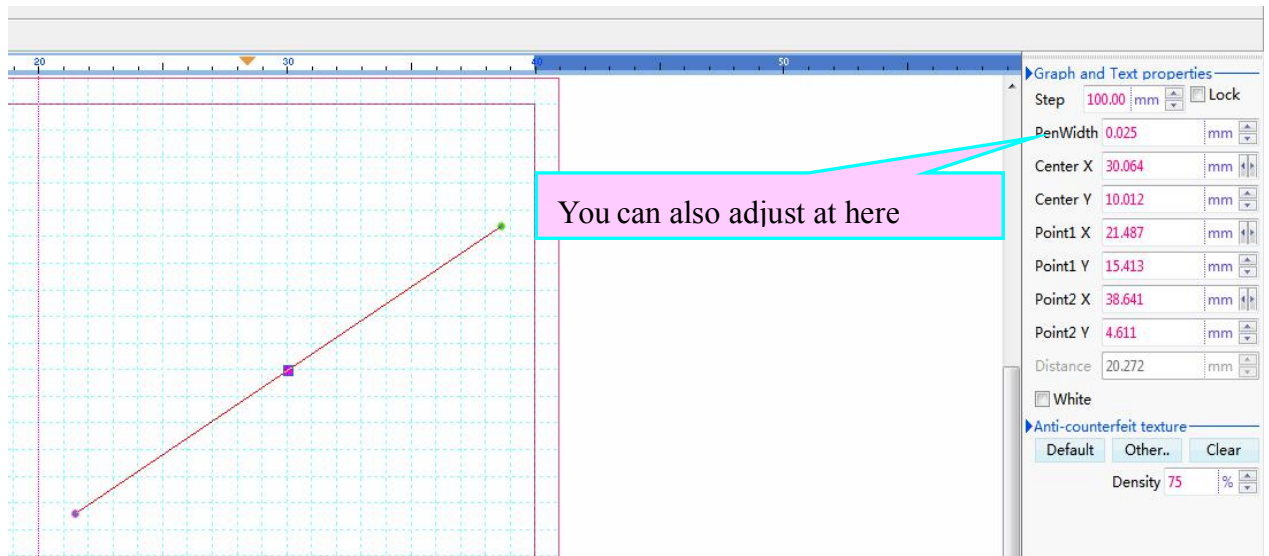 20 30 40 50
Graph and Text properties
Step 100.00 mm Lock
PenWidth 0.025 mm
Center X 30.064 mm
Center Y 10.012 mm
You can also adjust at here
Point1 X 21.487 mm
Point1 Y 15.413 mm
Point2 X 38.641 mm
Point2 Y 4.611 mm
Distance 20.272 mm
White
Anti-counterfeit texture
Default Other.. Clear
Density 75 %